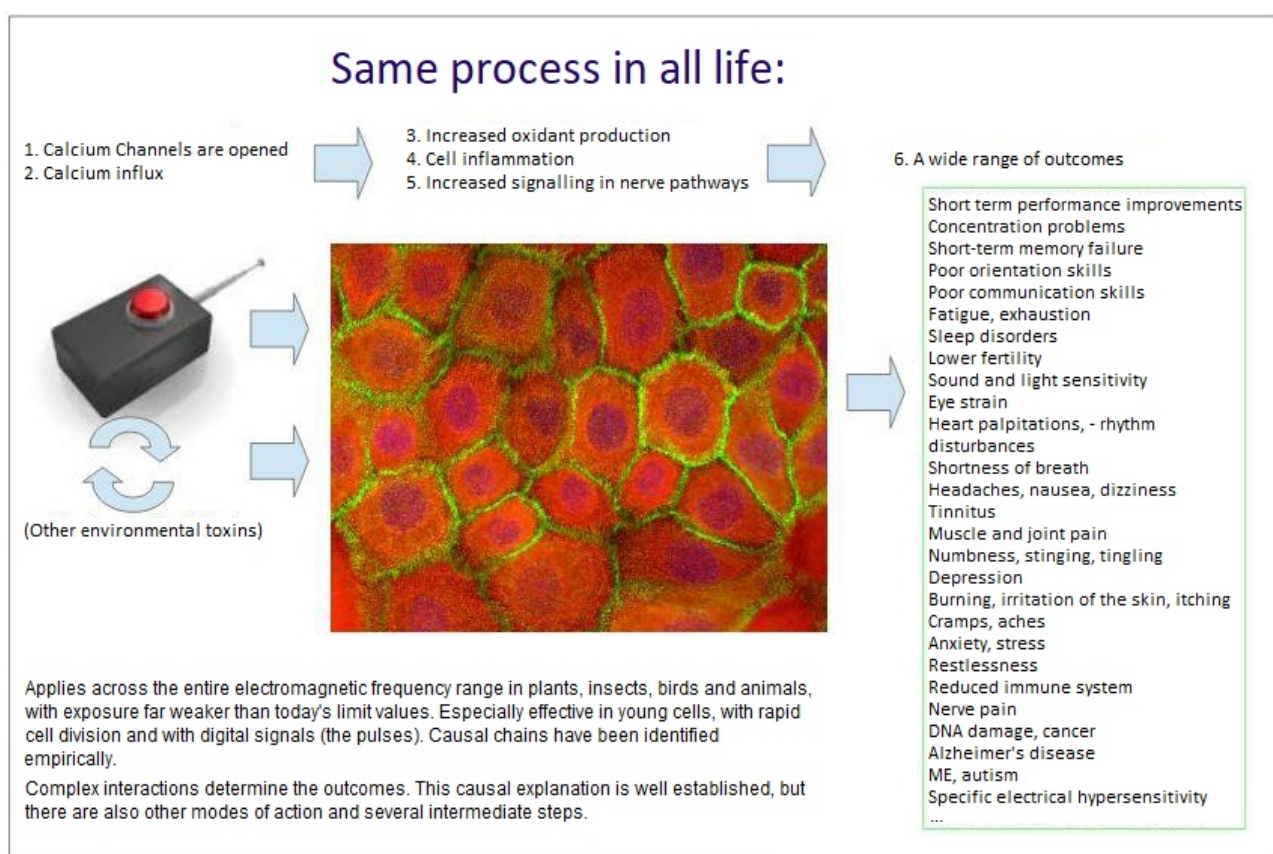 Same process in all life:
1. Calcium Channels are opened
2. Calcium influx
3. Increased oxidant production
4. Cell inflammation
5. Increased signalling in nerve pathways
6. A wide range of outcomes
Short term performance improvements
Concentration problems
Short-term memory failure
Poor orientation skills
Poor communication skills
Fatigue, exhaustion
Sleep disorders
Lower fertility
Sound and light sensitivity
Eye strain
Heart palpitations, - rhythm
disturbances
Shortness of breath
Headaches, nausea, dizziness
Tinnitus
Muscle and joint pain
Numbness, stinging, tingling
Depression
Burning, irritation of the skin, itching
Cramps, aches
Anxiety, stress
Restlessness
Reduced immune system
Nerve pain
DNA damage, cancer
Alzheimer's disease
ME, autism
Specific electrical hypersensitivity
...
(Other environmental toxins)
Applies across the entire electromagnetic frequency range in plants, insects, birds and animals,
with exposure far weaker than today's limit values. Especially effective in young cells, with rapid
cell division and with digital signals (the pulses). Causal chains have been identified
empirically.
Complex interactions determine the outcomes. This causal explanation is well established, but
there are also other modes of action and several intermediate steps.